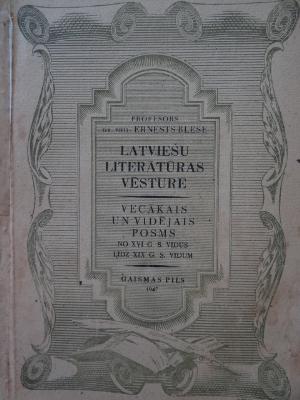 PROFESORS
DR. PHIL. ERNESTS BLESE
LATVIEŠU
LITERATŪRAS
VĒSTURE
VECĀKAIS
UN VIDĒJAIS
POSMS
NO XVI G. S. VIDUS
LĪDZ XIX G. S. VIDUM
GAISMAS PILS
1947